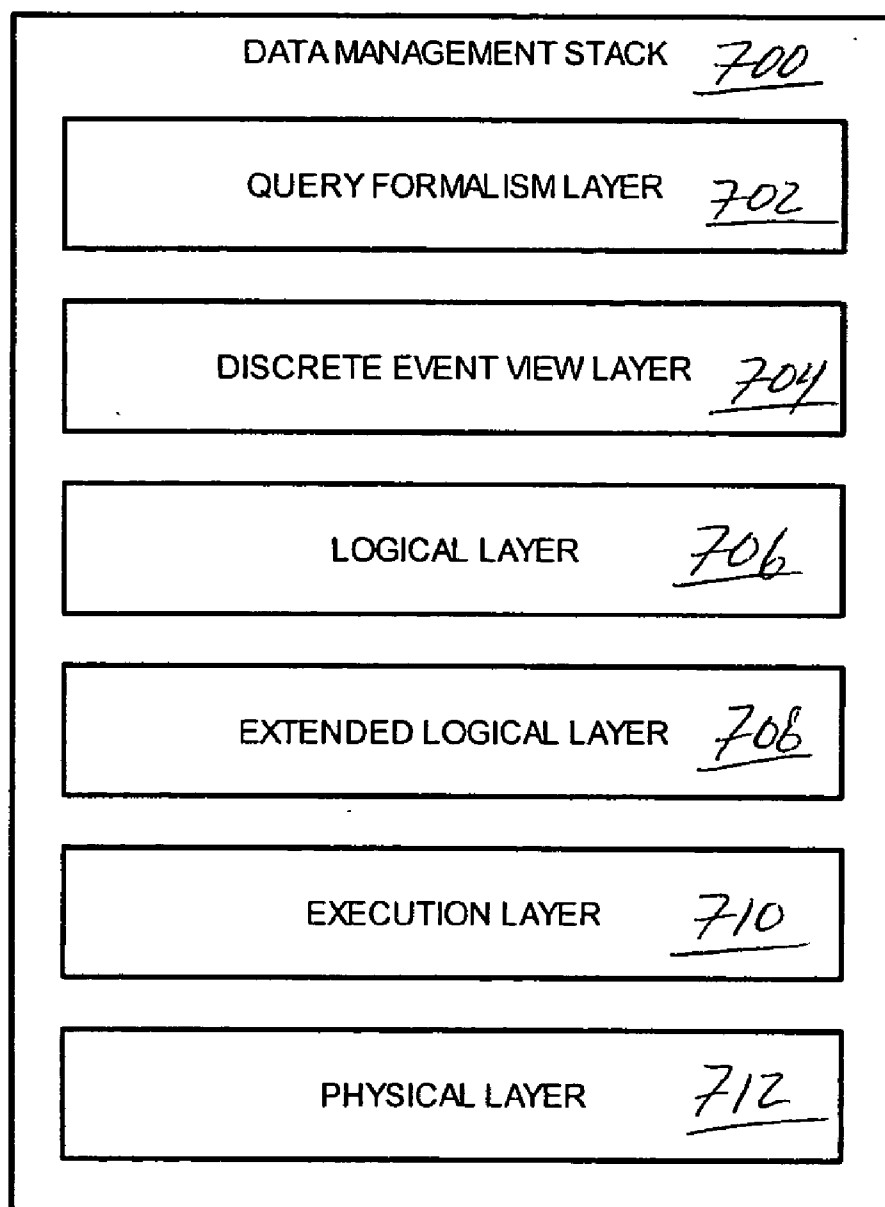 DATA MANAGEMENT STACK 700
QUERY FORMALISM LAYER 702
DISCRETE EVENT VIEW LAYER 704
LOGICAL LAYER 706
EXTENDED LOGICAL LAYER 708
EXECUTION LAYER 710
PHYSICAL LAYER 712